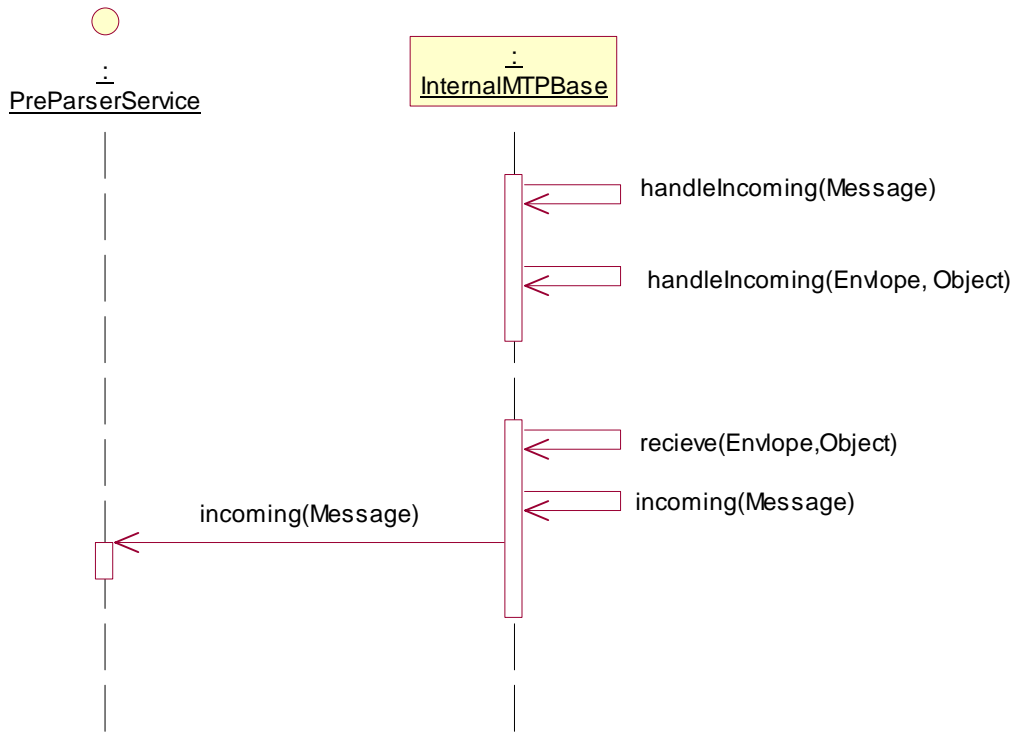 :
PreParserService
:
InternalMTPBase
handleIncoming(Message)
handleIncoming(Envlope, Object)
recieve(Envlope,Object)
incoming(Message)
incoming(Message)